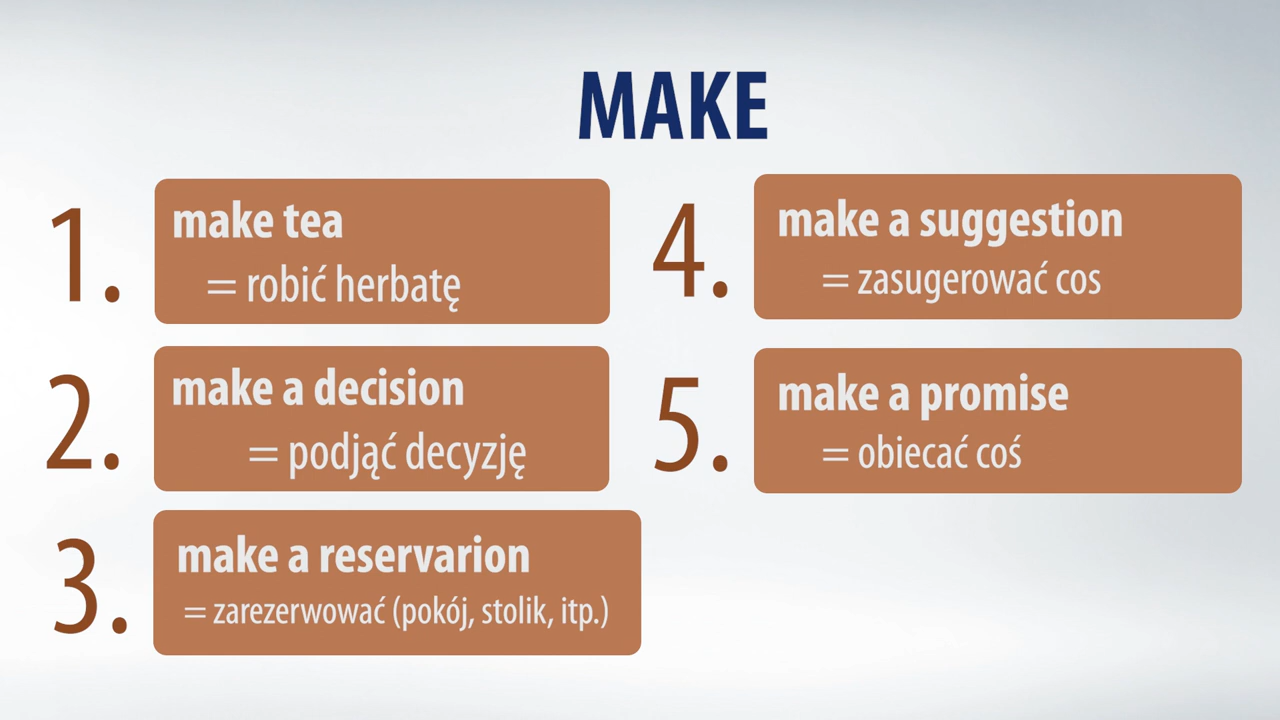 MAKE
1.
make tea
= robić herbatę
2.
make a decision
= podjąć decyzję
3.
make a reservarion
= zarezerwować (pokój, stolik, itp.)
4.
make a suggestion
= zasugerować cos
5.
make a promise
= obiecać coś